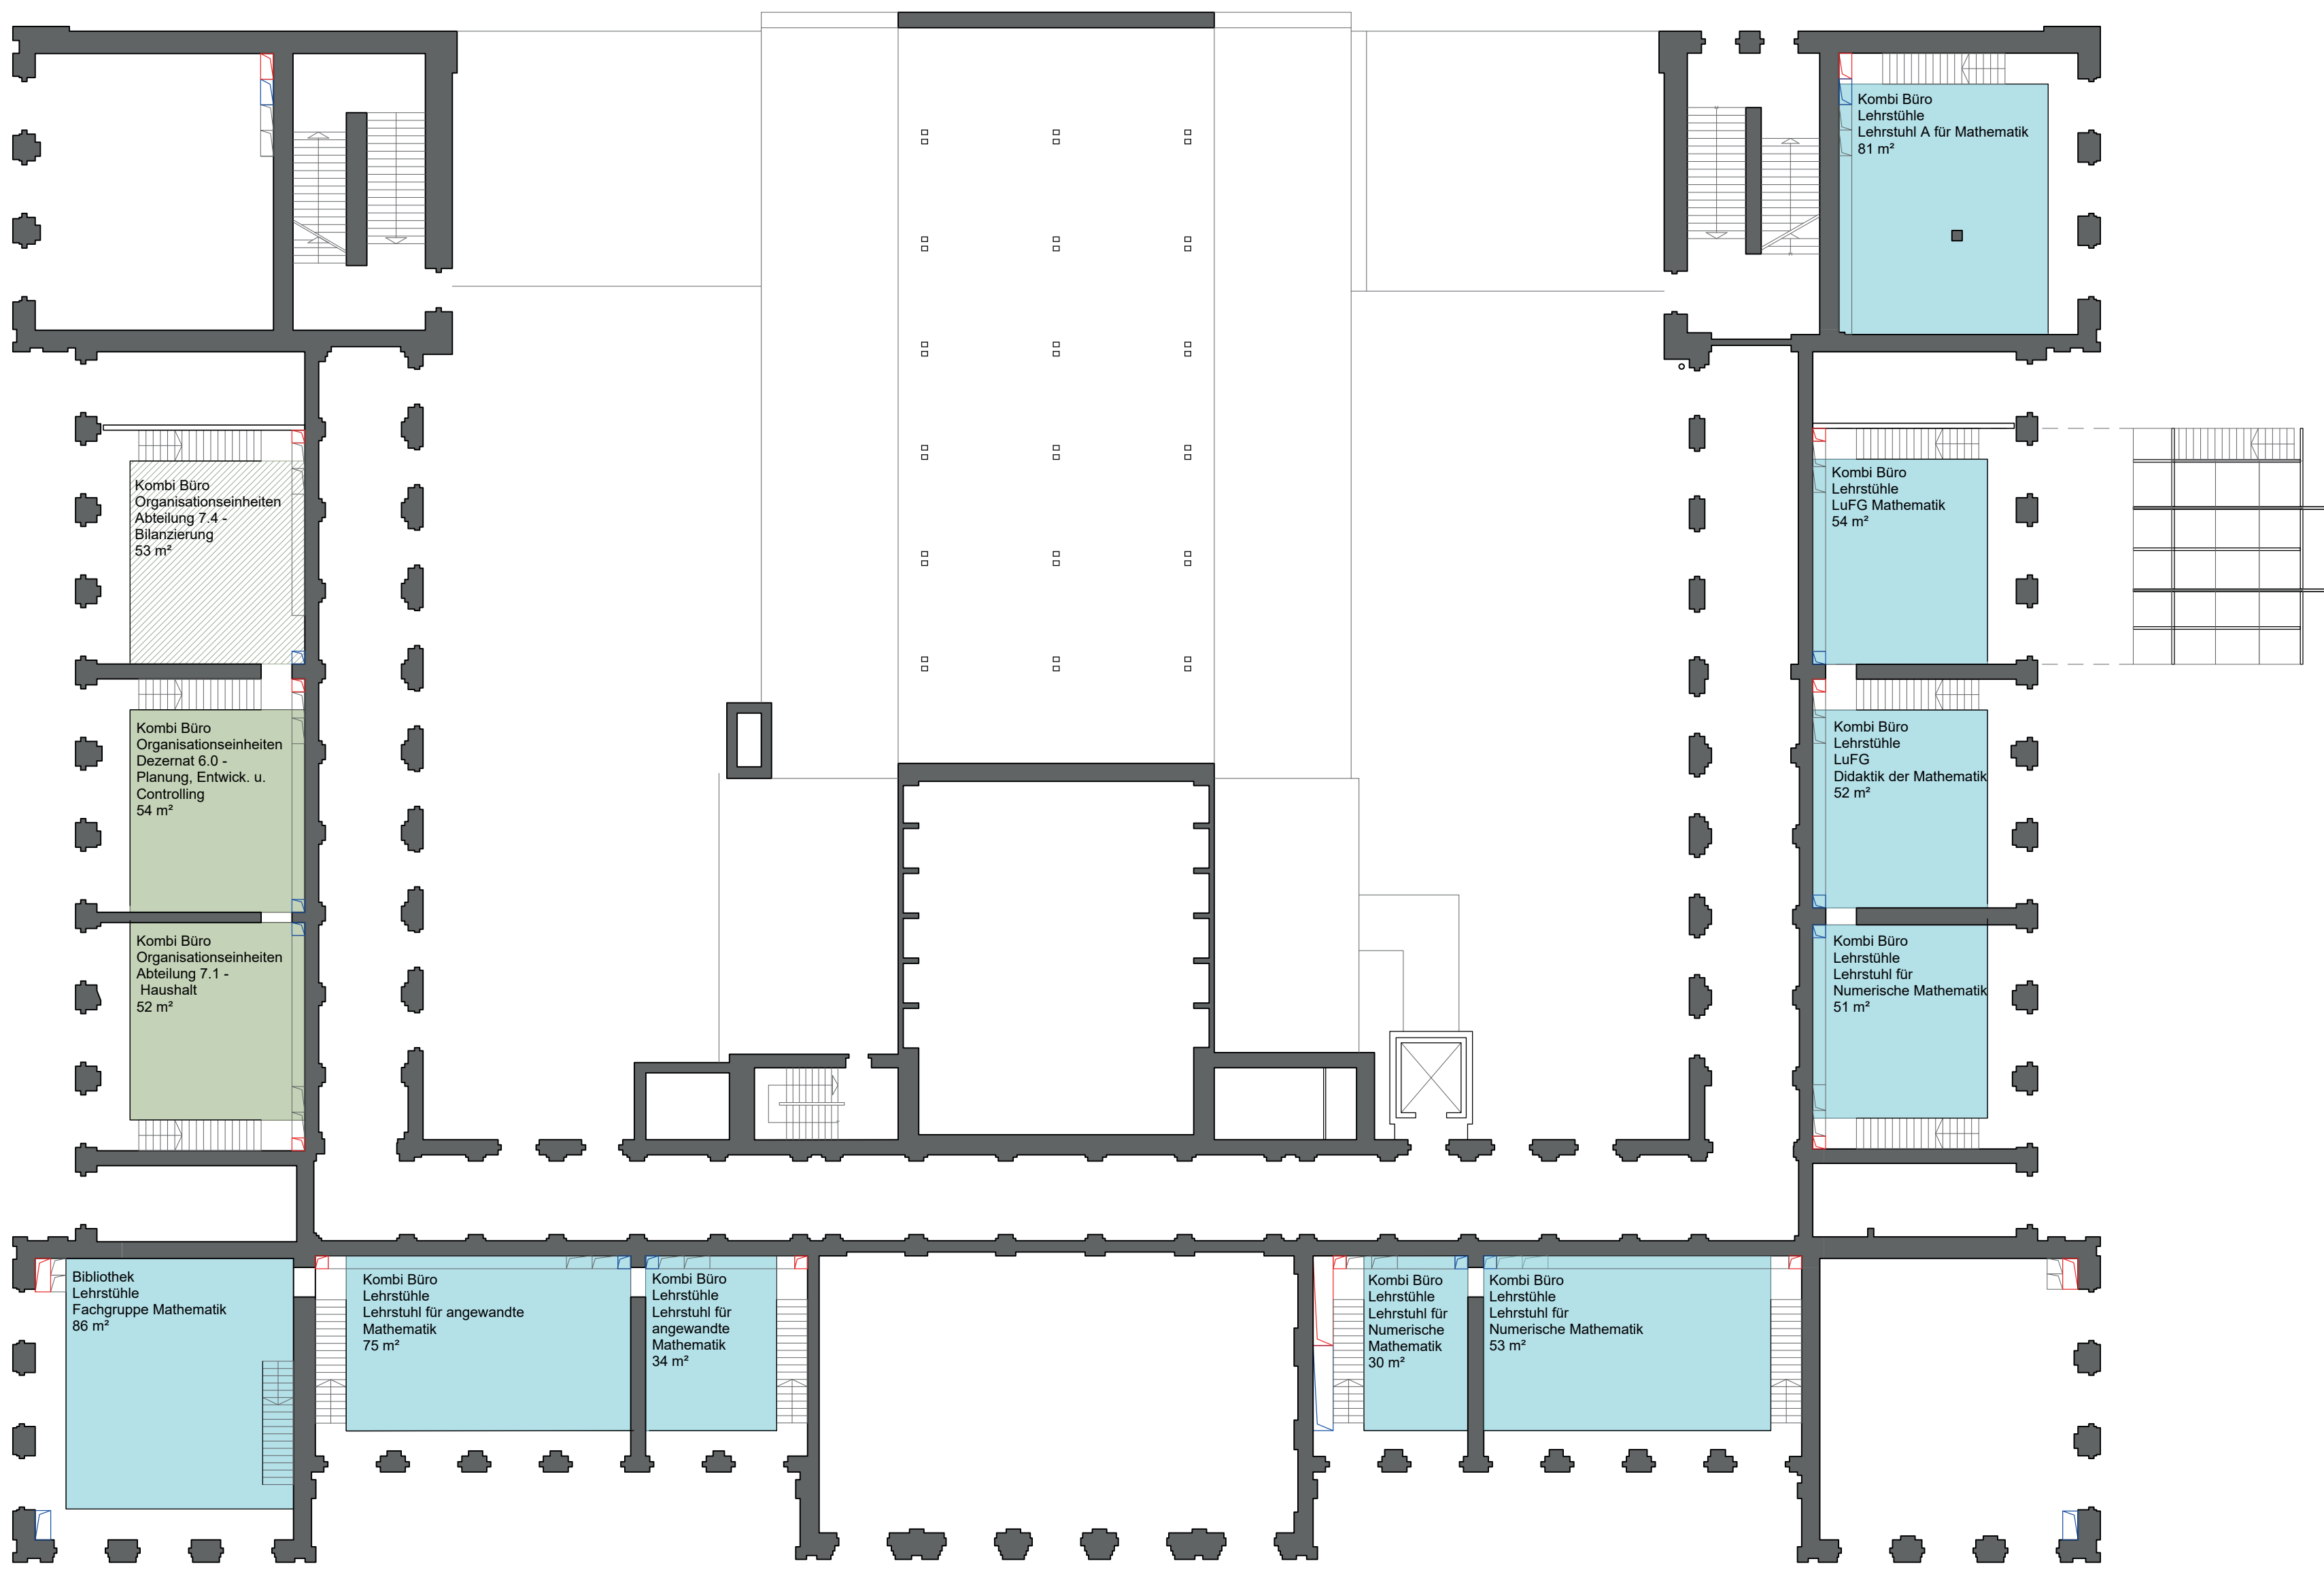 Kombi Büro
Lehrstühle
Lehrstuhl A für Mathematik
81 m²
Kombi Büro
Organisationseinheiten
Abteilung 7.4 -
Bilanzierung
53 m²
Kombi Büro
Lehrstühle
LuFG Mathematik
54 m²
Kombi Büro
Organisationseinheiten
Dezernat 6.0 -
Planung, Entwick. u.
Controlling
54 m²
Kombi Büro
Lehrstühle
LuFG
Didaktik der Mathematik
52 m²
Kombi Büro
Organisationseinheiten
Abteilung 7.1 -
Haushalt
52 m²
Kombi Büro
Lehrstühle
Lehrstuhl für
Numerische Mathematik
51 m²
Bibliothek
Lehrstühle
Fachgruppe Mathematik
86 m²
Kombi Büro
Lehrstühle
Lehrstuhl für angewandte
Mathematik
75 m²
Kombi Büro
Lehrstühle
Lehrstuhl für
angewandte
Mathematik
34 m²
Kombi Büro
Lehrstühle
Lehrstuhl für
Numerische
Mathematik
30 m²
Kombi Büro
Lehrstühle
Lehrstuhl für
Numerische Mathematik
53 m²